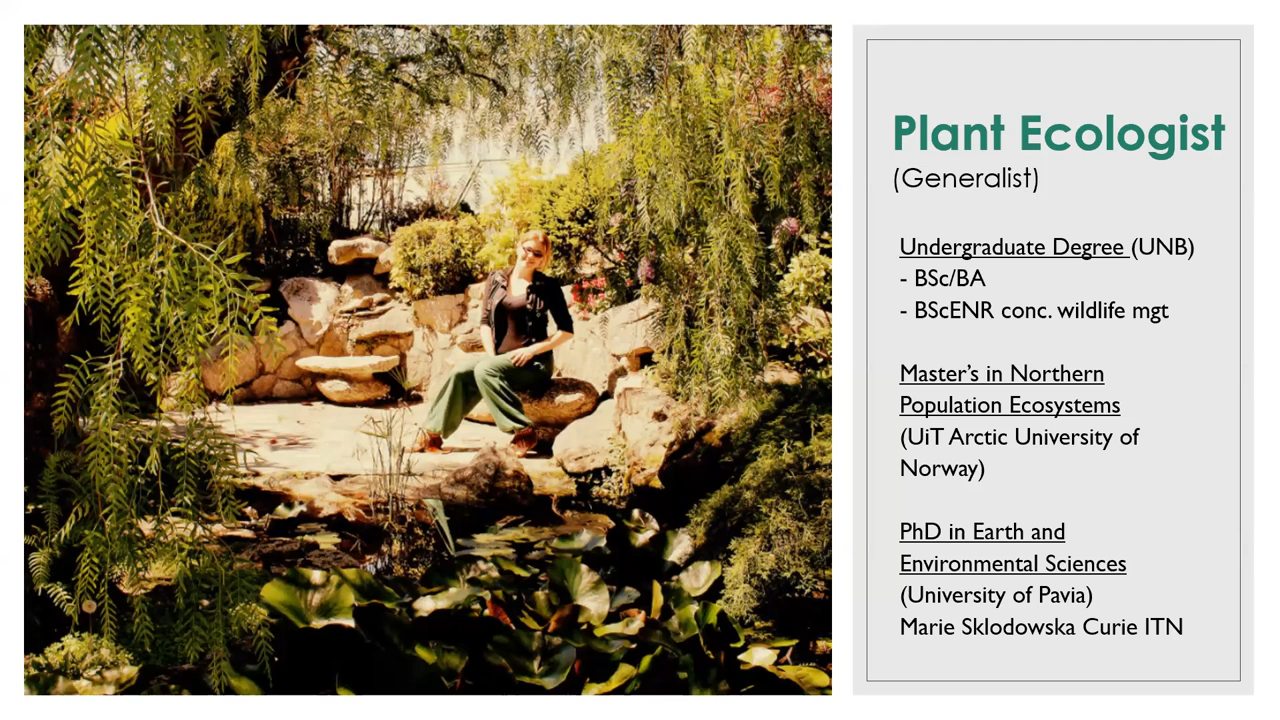 Plant Ecologist
(Generalist)
Undergraduate Degree (UNB)
- BSc/BA
- BScENR conc. wildlife mgt
Master's in Northern
Population Ecosystems
(UiT Arctic University of
Norway)
PhD in Earth and
Environmental Sciences
(University of Pavia)
Marie Sklodowska Curie ITN